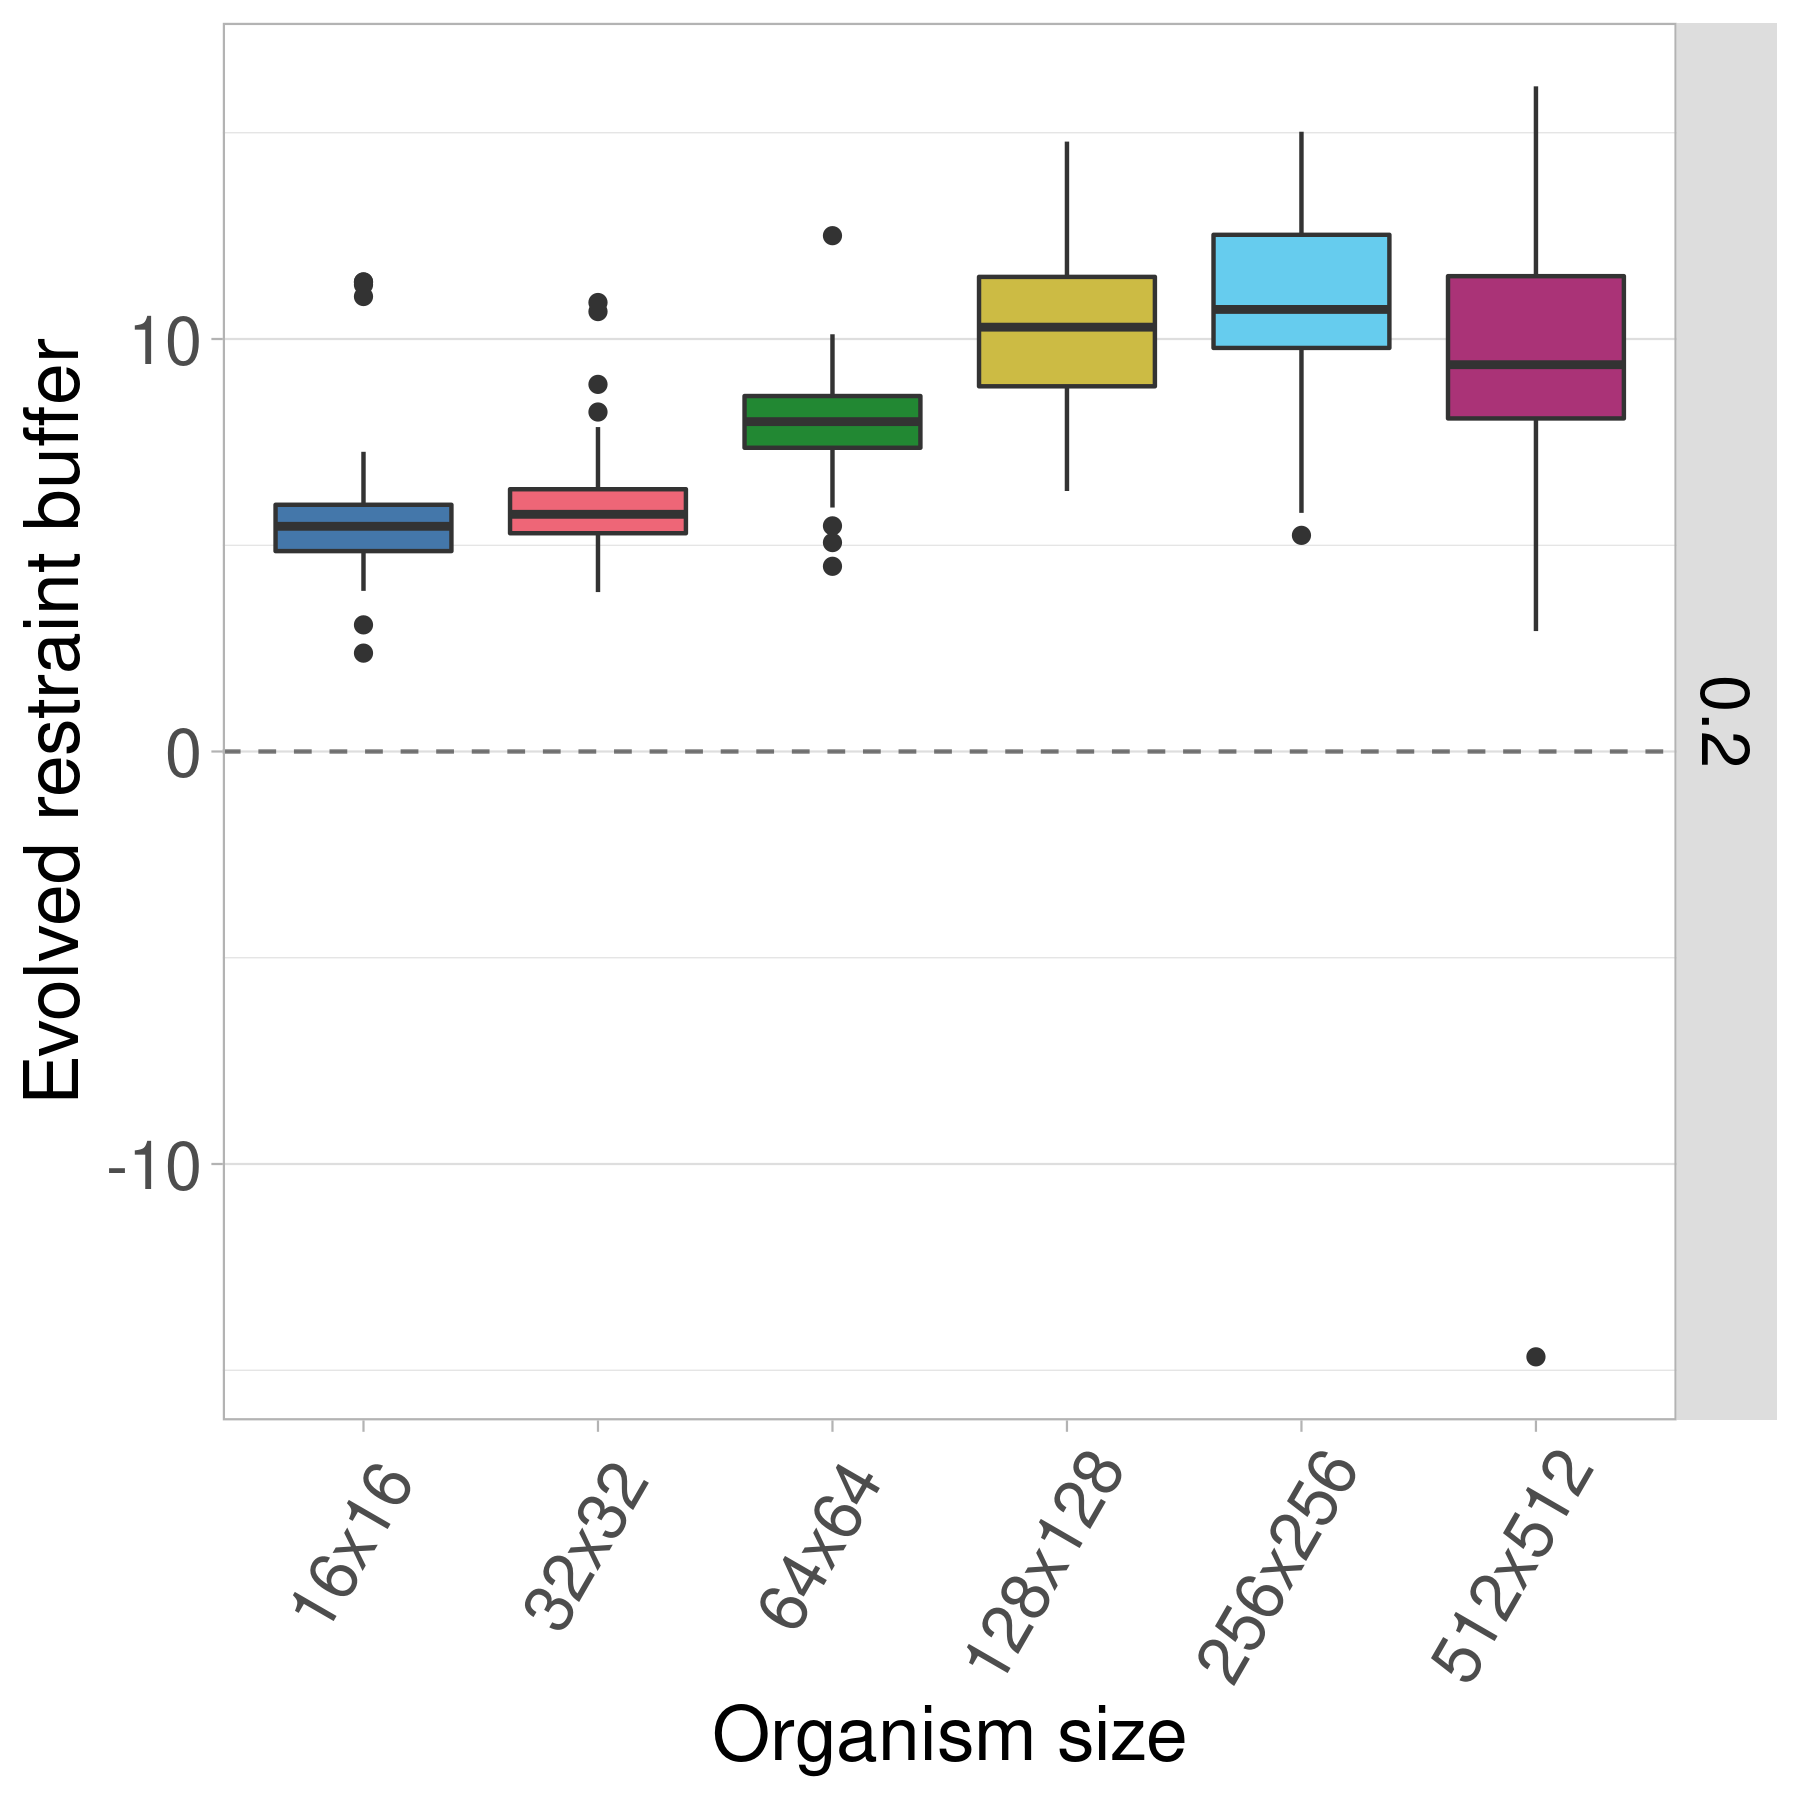 Evolved restraint buffer
10
0
-10
0.2
16x16
32x32
64x64
128x128
256x256
512x512
Organism size